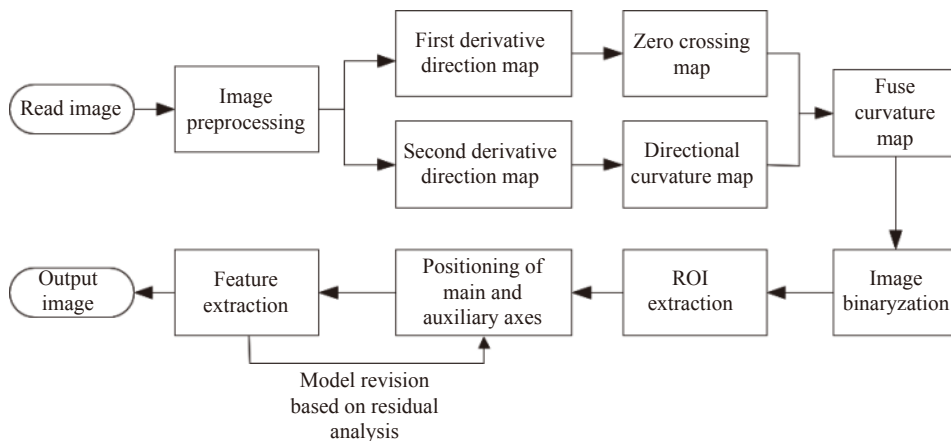 Read image
Image
preprocessing
First derivative
direction map
Zero crossing
map
Second derivative
direction map
Directional
curvature map
Fuse
curvature
map
Output
image
Feature
extraction
Positioning of
main and
auxiliary axes
ROI
extraction
Image
binaryzation
Model revision
based on residual
analysis